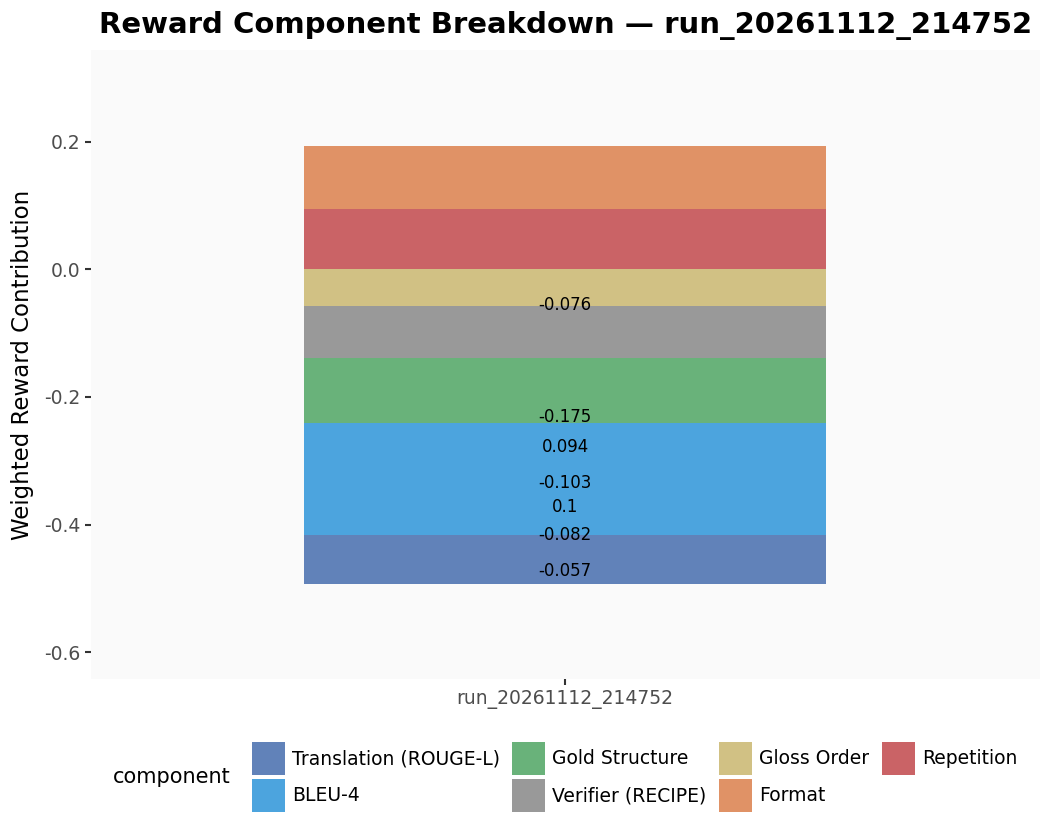 Reward Component Breakdown — run_20261112_214752
Weighted Reward Contribution
0.2
0.0
-0.2
-0.4
-0.6
-0.076
-0.175
0.094
-0.103
0.1
-0.082
-0.057
run_20261112_214752
component
Translation (ROUGE-L) Gold Structure Gloss Order Repetition
BLEU-4 Verifier (RECIPE) Format